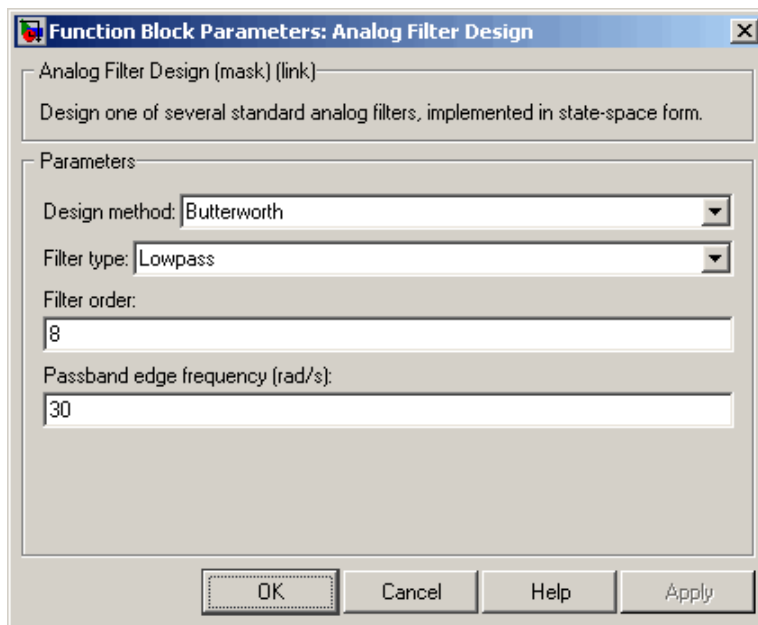 Function Block Parameters: Analog Filter Design
Analog Filter Design (mask) (link)
Design one of several standard analog filters, implemented in state-space form.
Parameters
Design method: Butterworth
Filter type: Lowpass
Filter order:
8
Passband edge frequency (rad/s):
30
OK Cancel Help Apply